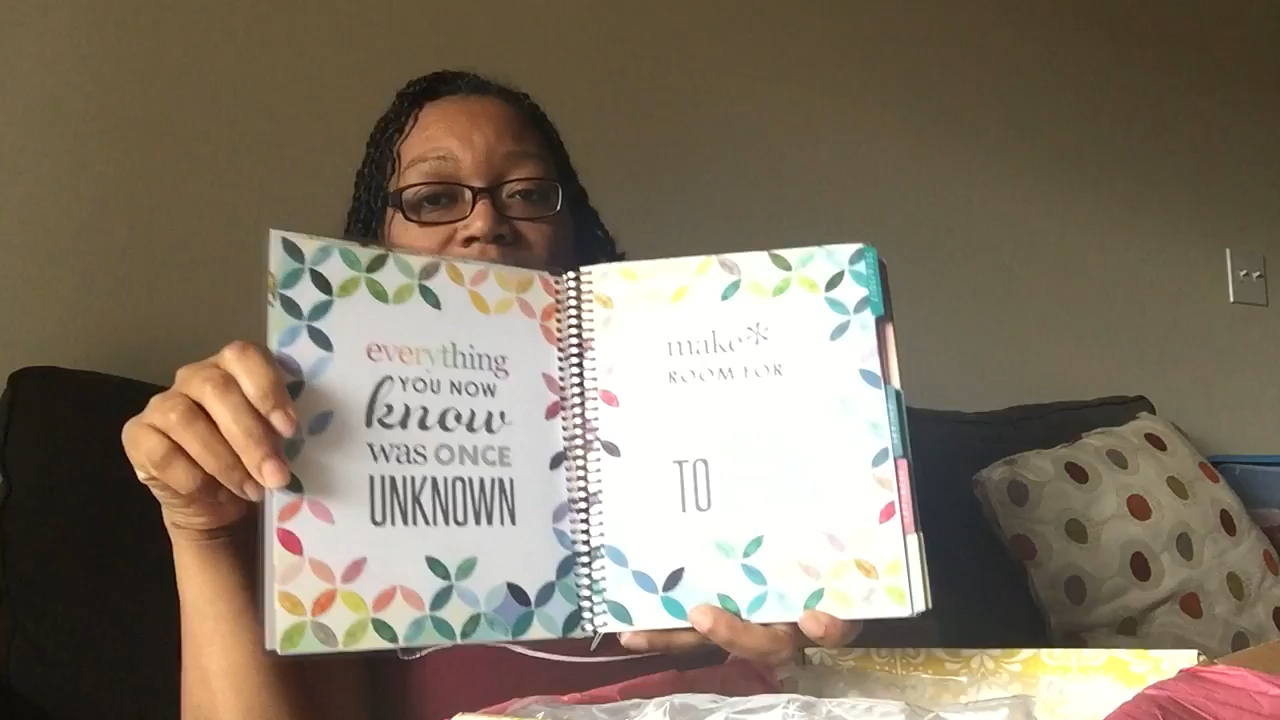 everything
YOU NOW
know
was ONCE
UNKNOWN
make*
ROOM FOR
TO